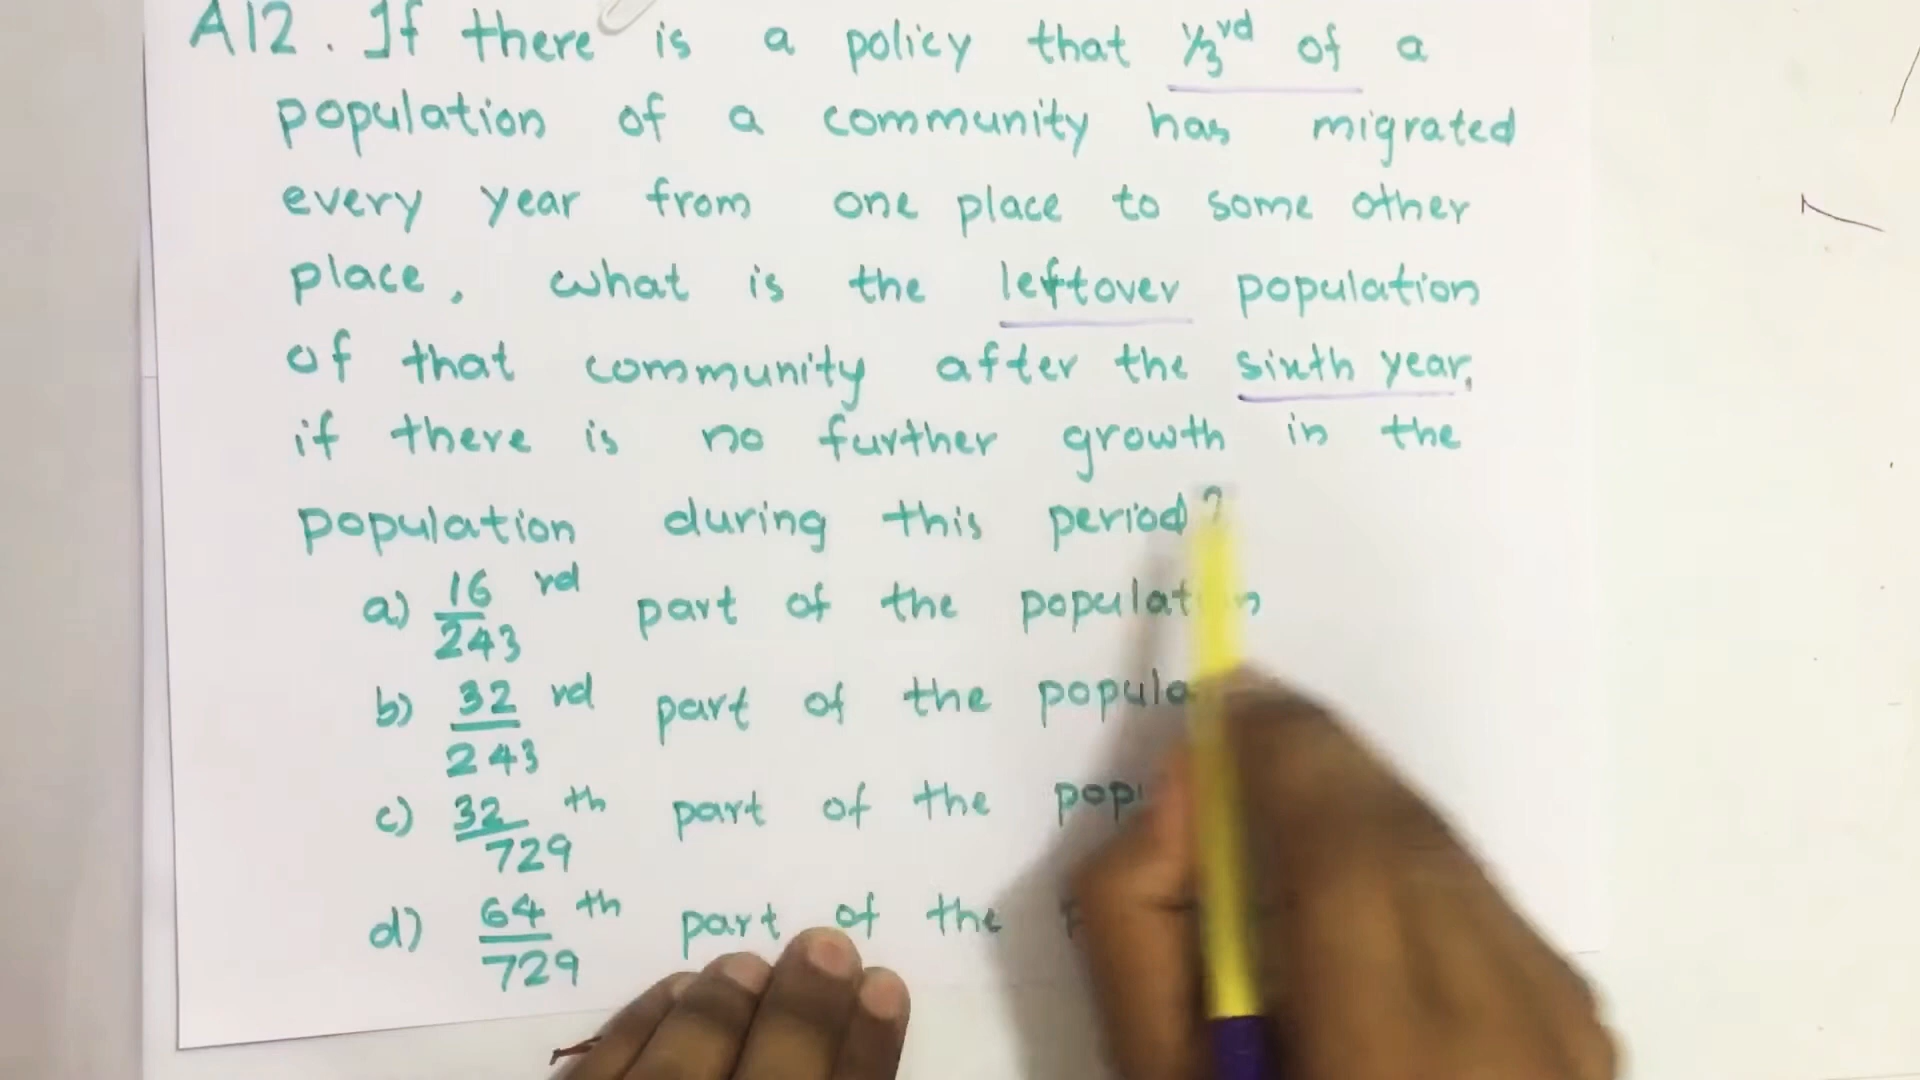 A12. If there is a policy that 1/3rd of a
population of a community has migrated
every year from one place to some other
place, what is the leftover population
of that community after the sixth year,
if there is no further growth in the
population during this period?
a) 16/243 rd part of the population
b) 32/243 rd part of the
c) 32/729 th part of the
d) 64/729 th part of the